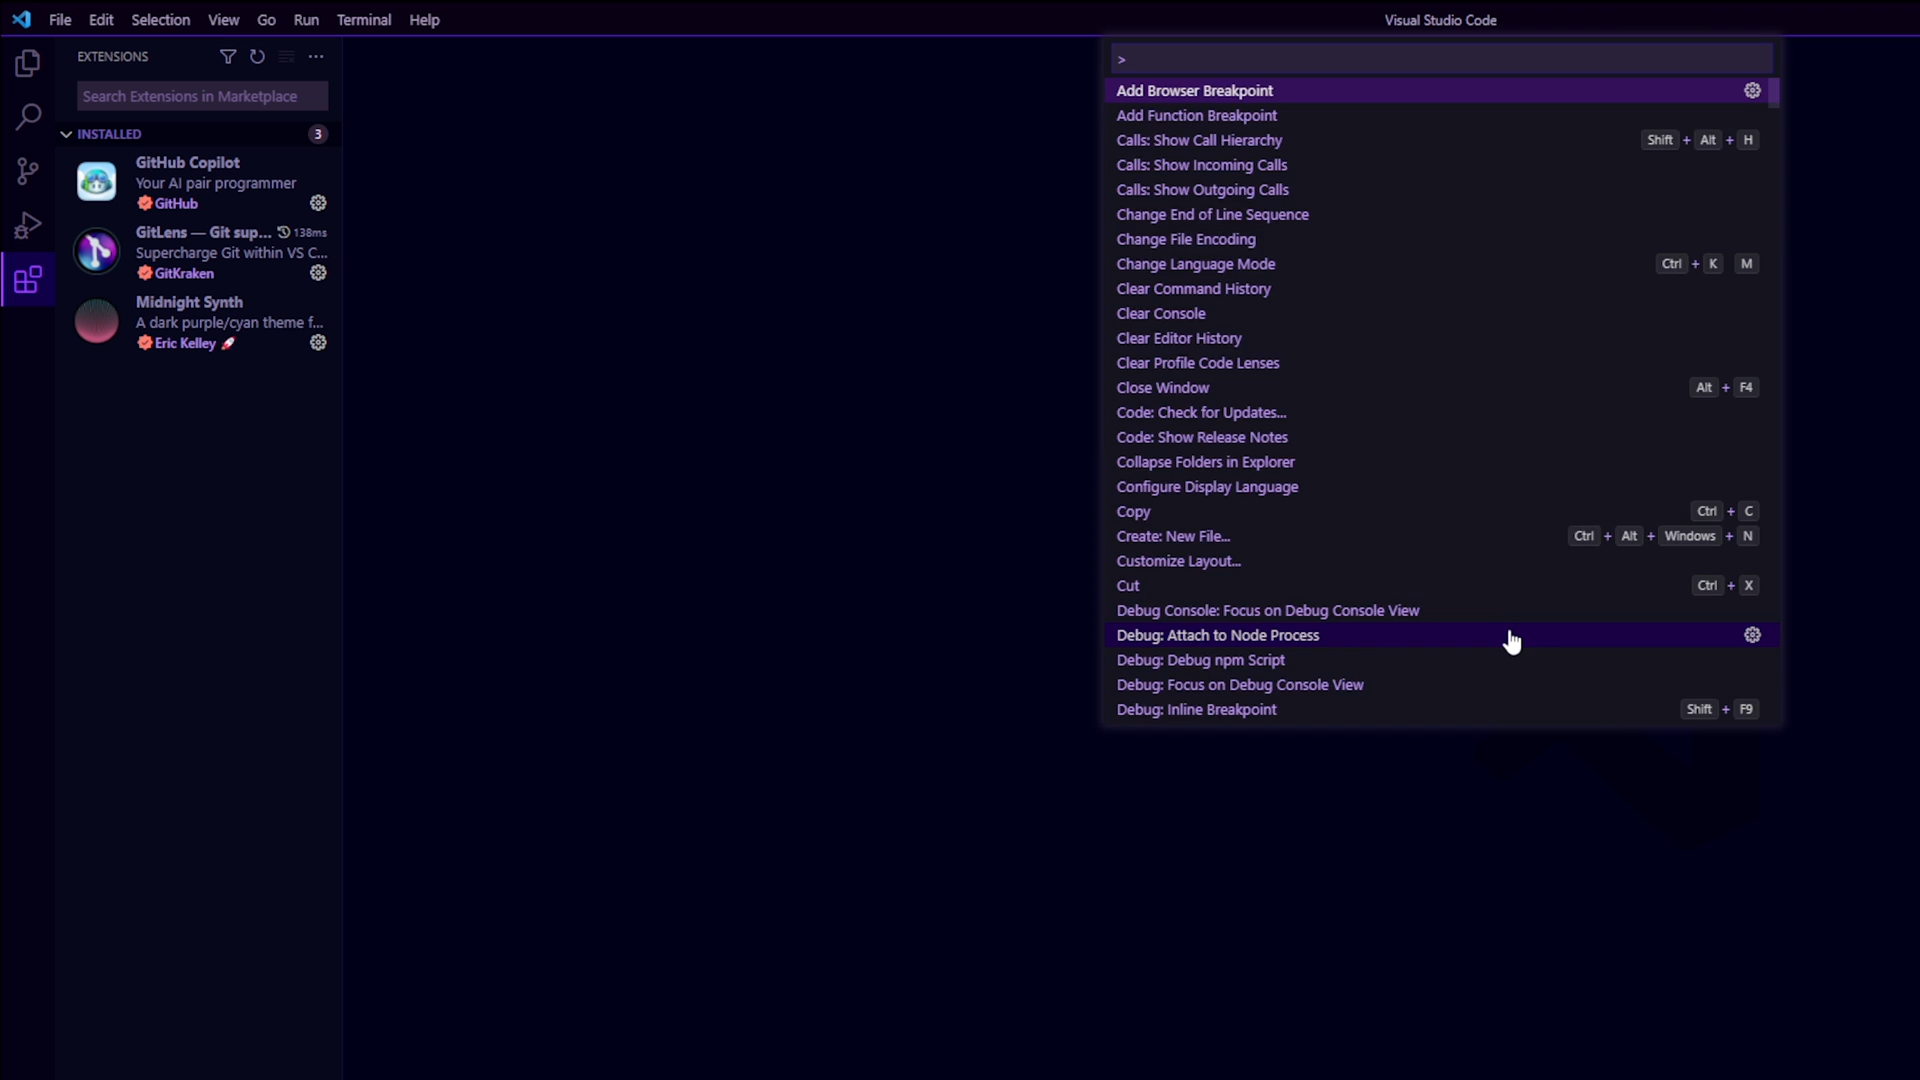 File Edit Selection View Go Run Terminal Help
Visual Studio Code
EXTENSIONS
Search Extensions in Marketplace
INSTALLED 3
GitHub Copilot
Your AI pair programmer
GitHub
GitLens — Git sup... 138ms
Supercharge Git within VS C...
GitKraken
Midnight Synth
A dark purple/cyan theme f...
Eric Kelley 🚀
>
Add Browser Breakpoint
Add Function Breakpoint
Calls: Show Call Hierarchy Shift + Alt + H
Calls: Show Incoming Calls
Calls: Show Outgoing Calls
Change End of Line Sequence
Change File Encoding
Change Language Mode Ctrl + K M
Clear Command History
Clear Console
Clear Editor History
Clear Profile Code Lenses
Close Window Alt + F4
Code: Check for Updates...
Code: Show Release Notes
Collapse Folders in Explorer
Configure Display Language
Copy Ctrl + C
Create: New File... Ctrl + Alt + Windows + N
Customize Layout...
Cut Ctrl + X
Debug Console: Focus on Debug Console View
Debug: Attach to Node Process
Debug: Debug npm Script
Debug: Focus on Debug Console View
Debug: Inline Breakpoint Shift + F9